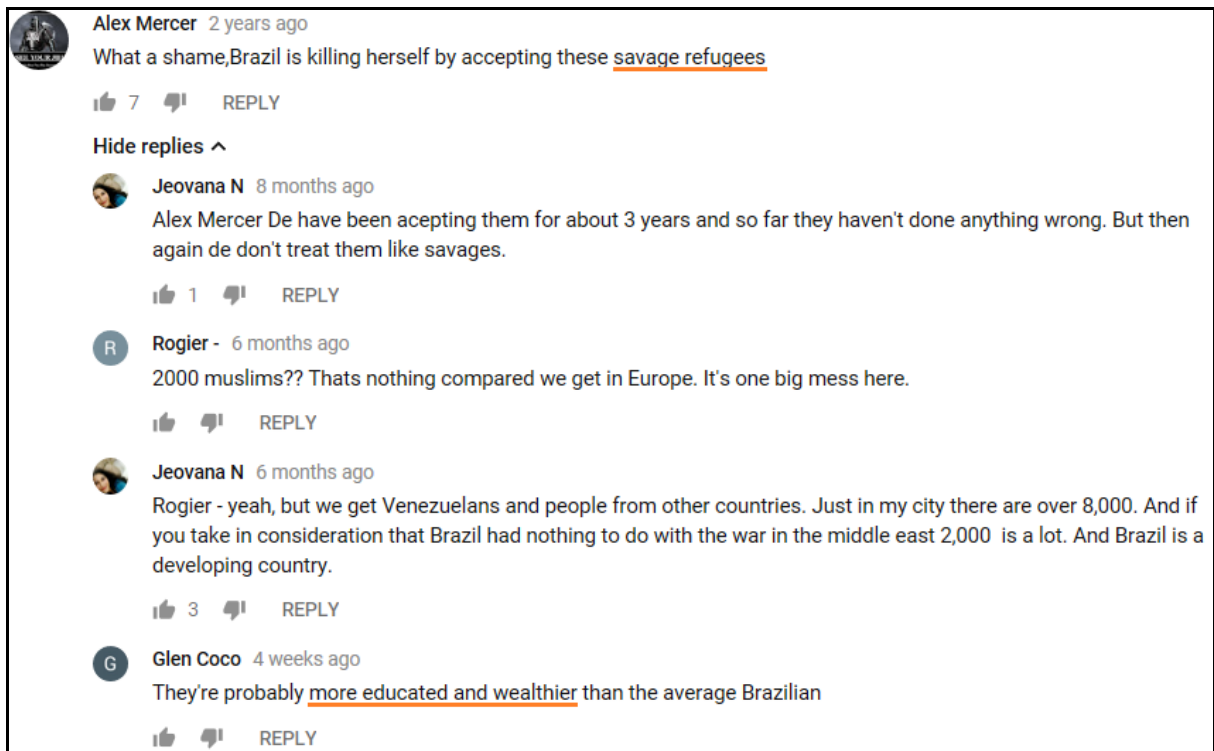 Alex Mercer 2 years ago
What a shame,Brazil is killing herself by accepting these savage refugees
7 REPLY
Hide replies
Jeovana N 8 months ago
Alex Mercer De have been acepting them for about 3 years and so far they haven't done anything wrong. But then
again de don't treat them like savages.
1 REPLY
R
Rogier - 6 months ago
2000 muslims?? Thats nothing compared we get in Europe. It's one big mess here.
REPLY
Jeovana N 6 months ago
Rogier - yeah, but we get Venezuelans and people from other countries. Just in my city there are over 8,000. And if
you take in consideration that Brazil had nothing to do with the war in the middle east 2,000 is a lot. And Brazil is a
developing country.
3 REPLY
G
Glen Coco 4 weeks ago
They're probably more educated and wealthier than the average Brazilian
REPLY